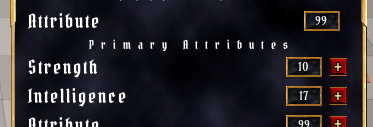 Attribute 99
Primary Attributes
Strength 10 +
Intelligence 17 +
Attribute 99 +